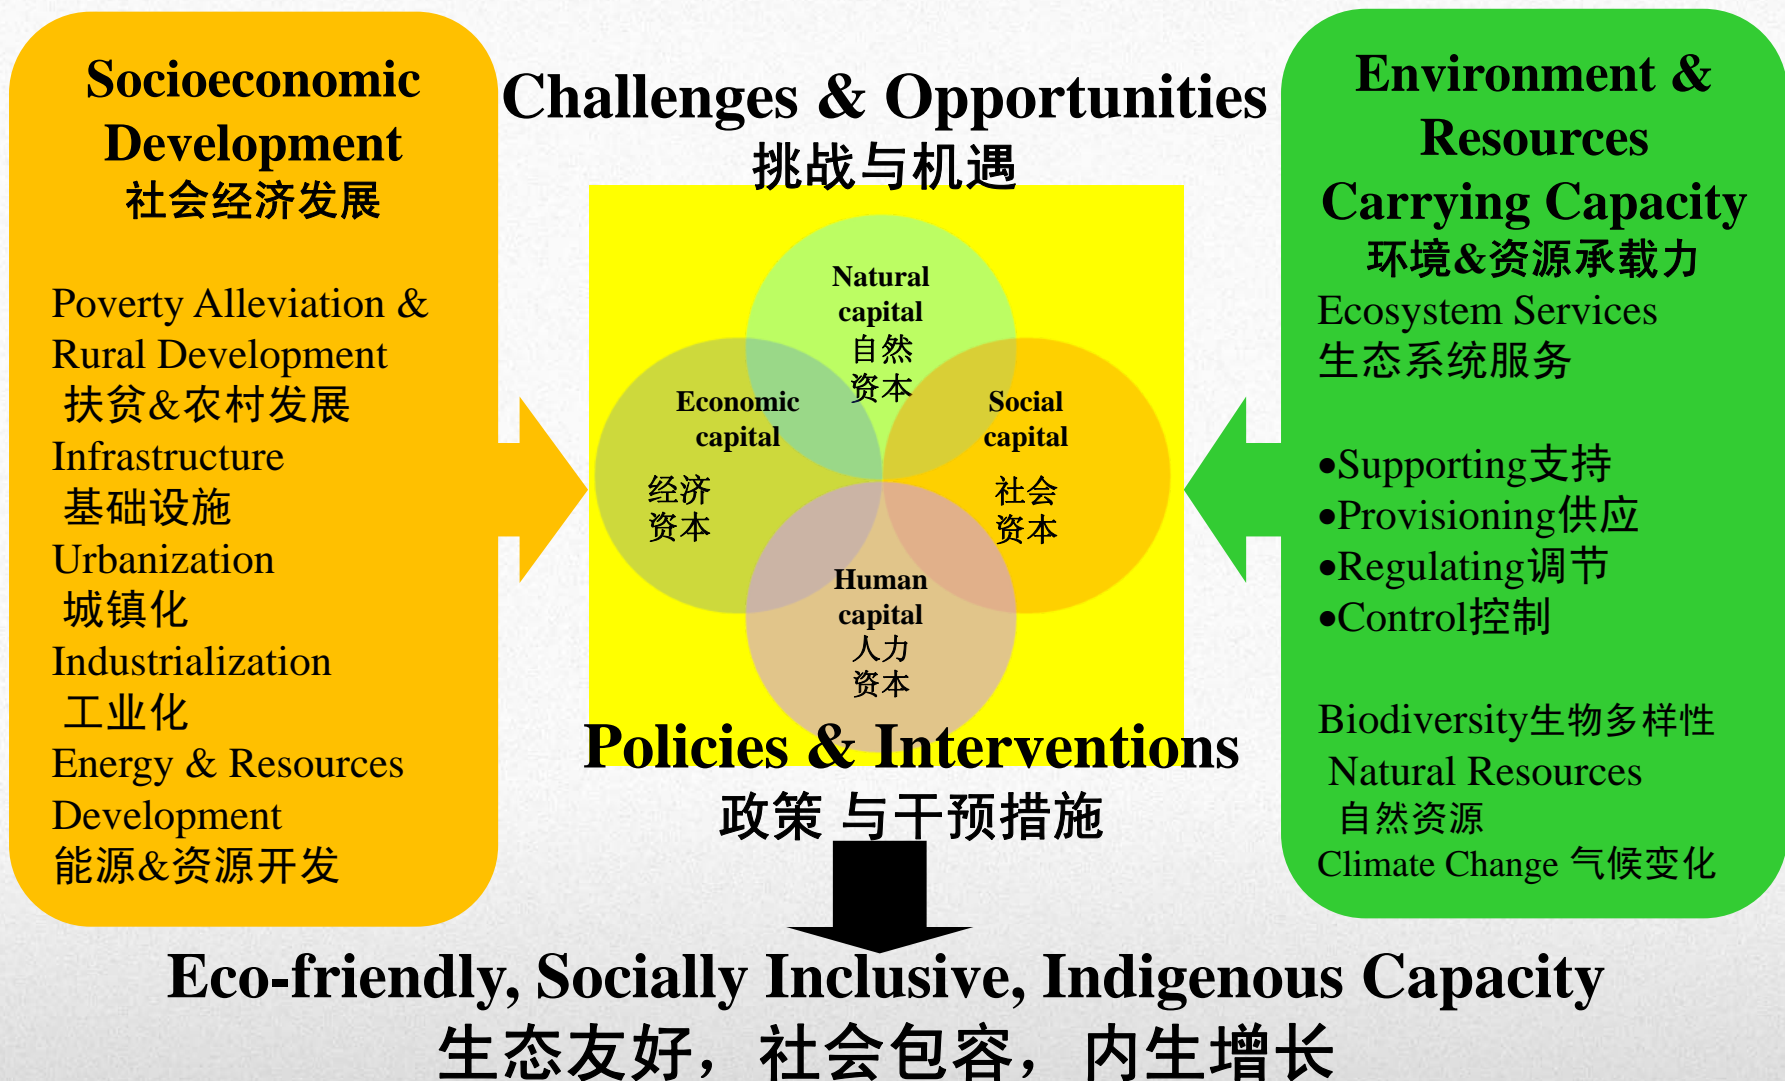 Socioeconomic
Development
社会经济发展
Poverty Alleviation &
Rural Development
扶贫&农村发展
Infrastructure
基础设施
Urbanization
城镇化
Industrialization
工业化
Energy & Resources
Development
能源&资源开发
Challenges & Opportunities
挑战与机遇
Natural
capital
自然
资本
Economic
capital
经济
资本
Social
capital
社会
资本
Human
capital
人力
资本
Policies & Interventions
政策 与干预措施
Environment &
Resources
Carrying Capacity
环境&资源承载力
Ecosystem Services
生态系统服务
•Supporting支持
•Provisioning供应
•Regulating调节
•Control控制
Biodiversity生物多样性
Natural Resources
自然资源
Climate Change 气候变化
Eco-friendly, Socially Inclusive, Indigenous Capacity
生态友好，社会包容，内生增长